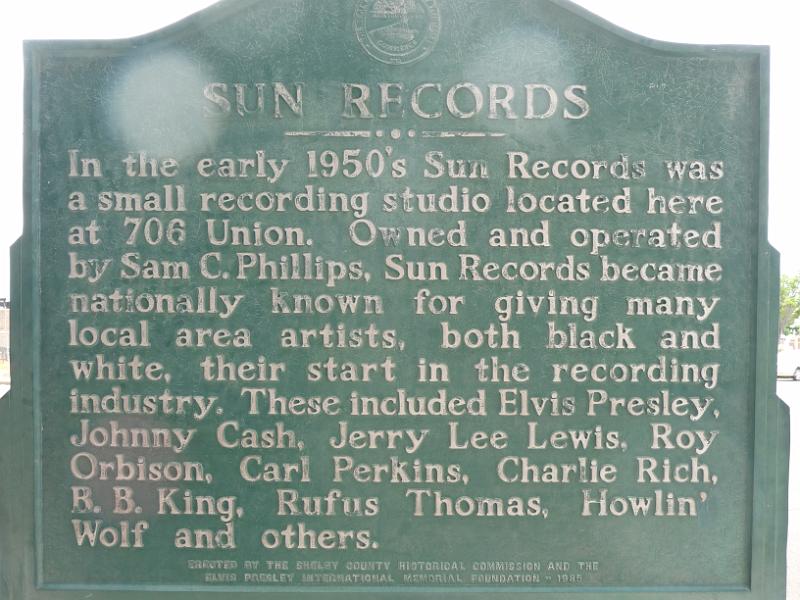 SUN RECORDS
In the early 1950's Sun Records was
a small recording studio located here
at 706 Union. Owned and operated
by Sam C. Phillips, Sun Records became
nationally known for giving many
local area artists, both black and
white, their start in the recording
industry. These included Elvis Presley,
Johnny Cash, Jerry Lee Lewis, Roy
Orbison, Carl Perkins, Charlie Rich,
B. B. King, Rufus Thomas, Howlin'
Wolf and others.
ERECTED BY THE SHELBY COUNTY HISTORICAL COMMISSION AND THE
ELVIS PRESLEY INTERNATIONAL MEMORIAL FOUNDATION - 1985